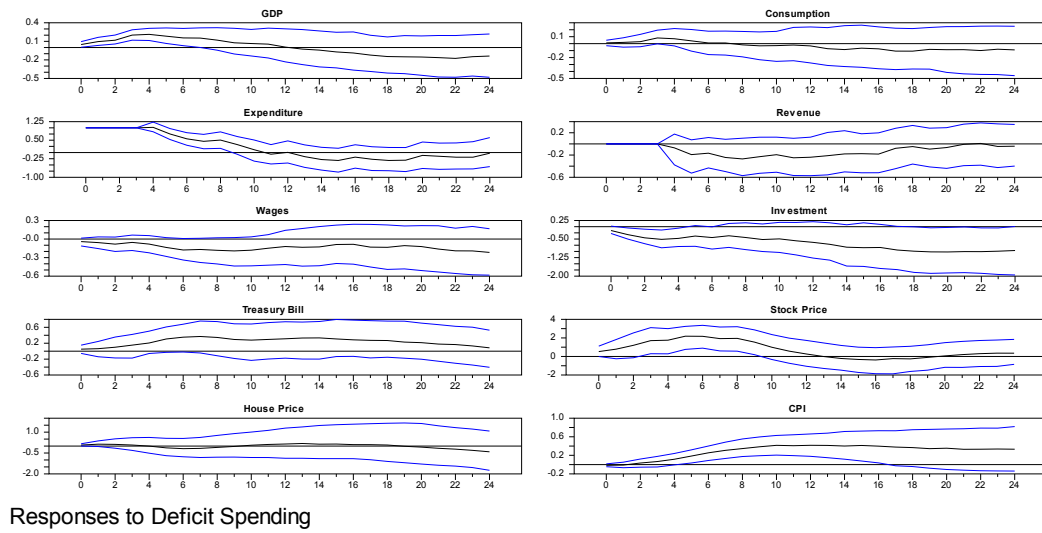 GDP
0.4
0.1
-0.2
-0.5
0 2 4 6 8 10 12 14 16 18 20 22 24
Consumption
0.1
-0.2
-0.5
0 2 4 6 8 10 12 14 16 18 20 22 24
Expenditure
1.25
0.50
-0.25
-1.00
0 2 4 6 8 10 12 14 16 18 20 22 24
Revenue
0.2
-0.2
-0.6
0 2 4 6 8 10 12 14 16 18 20 22 24
Wages
0.3
-0.0
-0.3
-0.6
0 2 4 6 8 10 12 14 16 18 20 22 24
Investment
0.25
-0.50
-1.25
-2.00
0 2 4 6 8 10 12 14 16 18 20 22 24
Treasury Bill
0.6
0.2
-0.2
-0.6
0 2 4 6 8 10 12 14 16 18 20 22 24
Stock Price
4
2
0
-2
0 2 4 6 8 10 12 14 16 18 20 22 24
House Price
1.0
-0.5
-2.0
0 2 4 6 8 10 12 14 16 18 20 22 24
CPI
1.0
0.6
0.2
-0.2
0 2 4 6 8 10 12 14 16 18 20 22 24
Responses to Deficit Spending